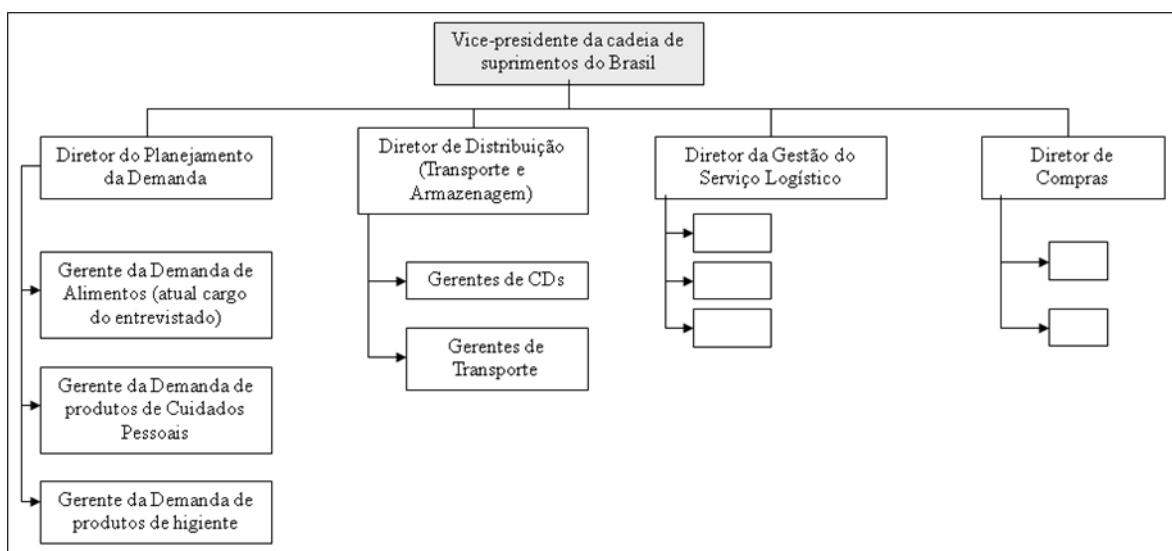 Vice-presidente da cadeia de
suprimentos do Brasil
Diretor do Planejamento
da Demanda
Diretor de Distribuição
(Transporte e
Armazenagem)
Diretor da Gestão do
Serviço Logístico
Diretor de
Compras
Gerente da Demanda de
Alimentos (atual cargo
do entrevistado)
Gerente da Demanda de
produtos de Cuidados
Pessoais
Gerente da Demanda de
produtos de higiente
Gerentes de CDs
Gerentes de
Transporte